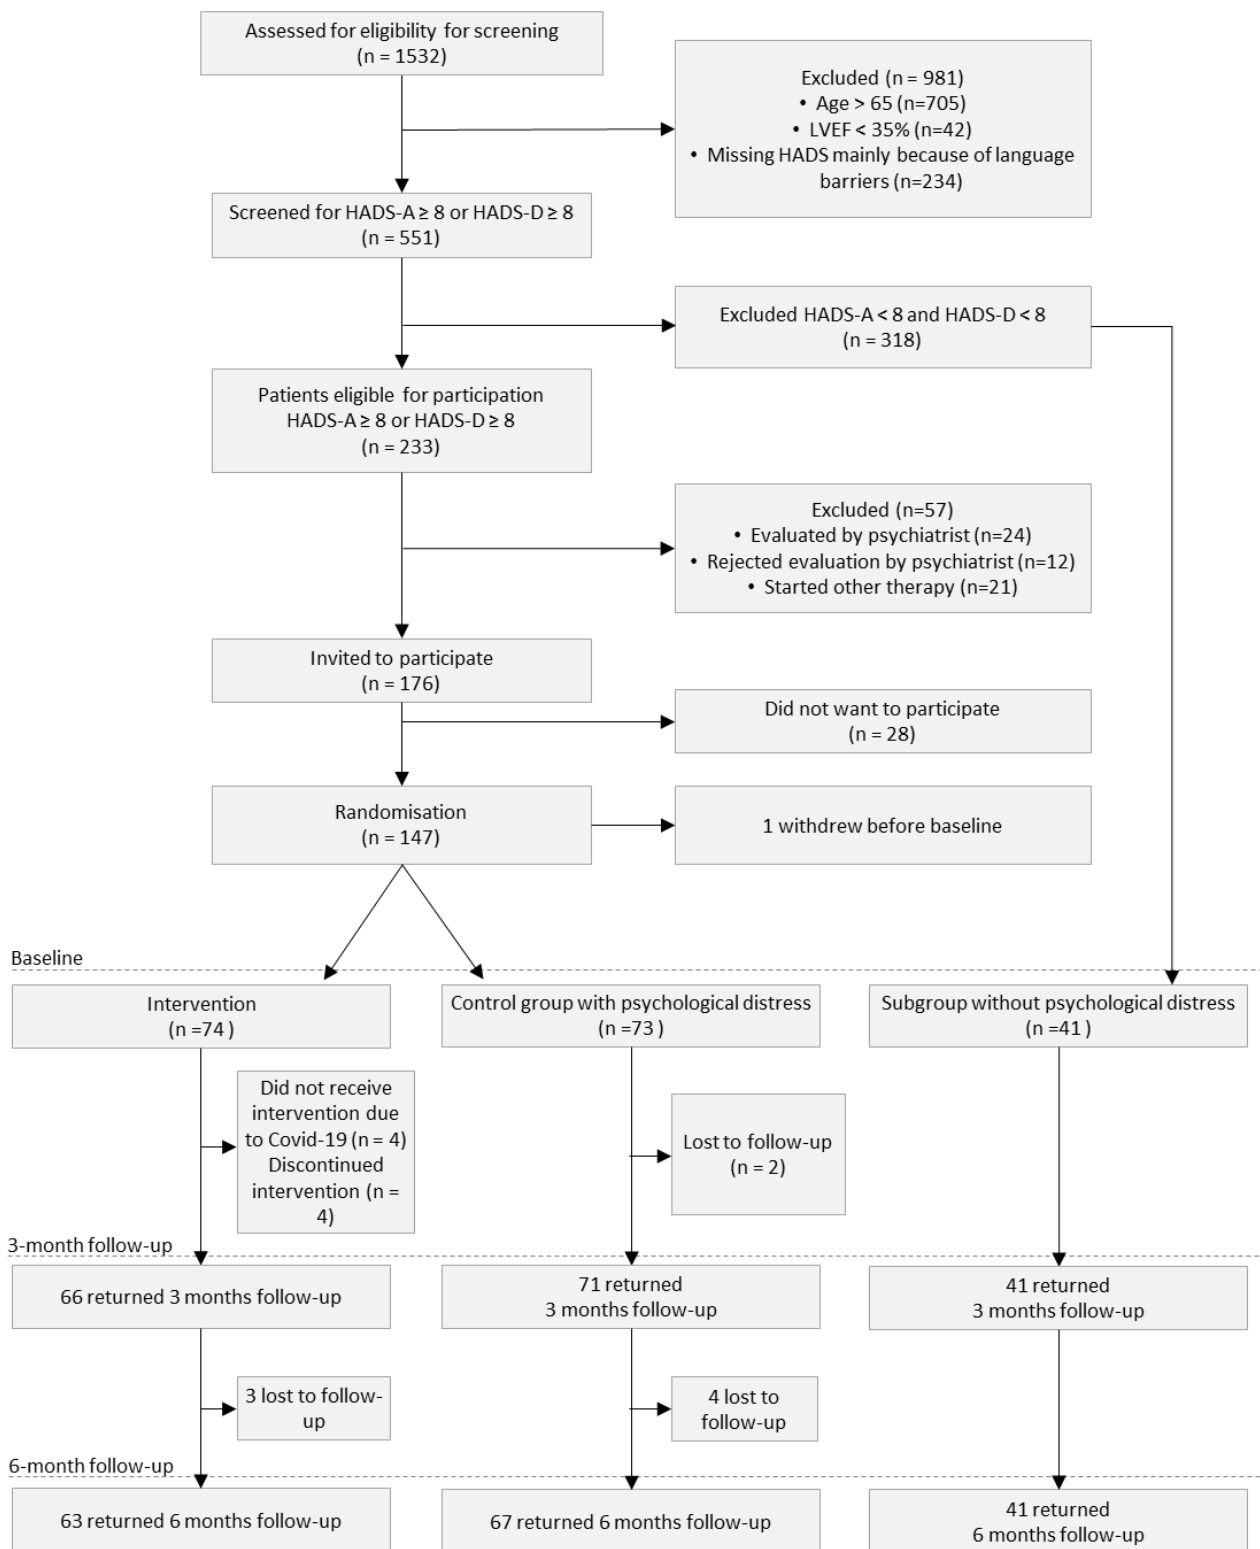 Assessed for eligibility for screening
(n = 1532)
Excluded (n = 981)
• Age > 65 (n=705)
• LVEF < 35% (n=42)
• Missing HADS mainly because of language
barriers (n=234)
Screened for HADS-A ≥ 8 or HADS-D ≥ 8
(n = 551)
Excluded HADS-A < 8 and HADS-D < 8
(n = 318)
Patients eligible for participation
HADS-A ≥ 8 or HADS-D ≥ 8
(n = 233)
Excluded (n=57)
• Evaluated by psychiatrist (n=24)
• Rejected evaluation by psychiatrist (n=12)
• Started other therapy (n=21)
Invited to participate
(n = 176)
Did not want to participate
(n = 28)
Randomisation
(n = 147)
1 withdrew before baseline
Baseline
Intervention
(n =74 )
Control group with psychological distress
(n =73)
Subgroup without psychological distress
(n =41 )
Did not receive
intervention due
to Covid-19 (n = 4)
Discontinued
intervention (n =
4)
Lost to follow-up
(n = 2)
3-month follow-up
66 returned 3 months follow-up
71 returned
3 months follow-up
41 returned
3 months follow-up
3 lost to follow-
up
4 lost to
follow-up
6-month follow-up
63 returned 6 months follow-up
67 returned 6 months follow-up
41 returned
6 months follow-up